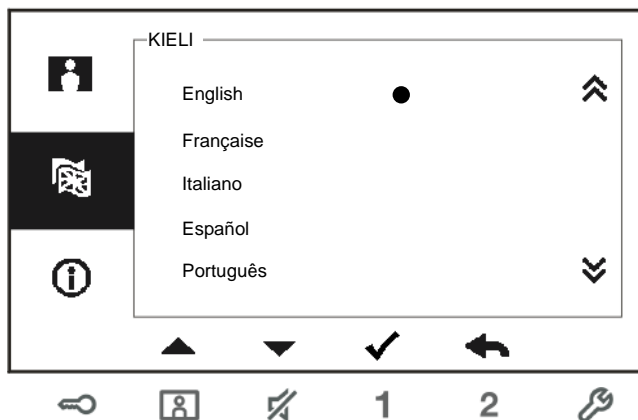 KIELI
English
Française
Italiano
Español
Português
1 2